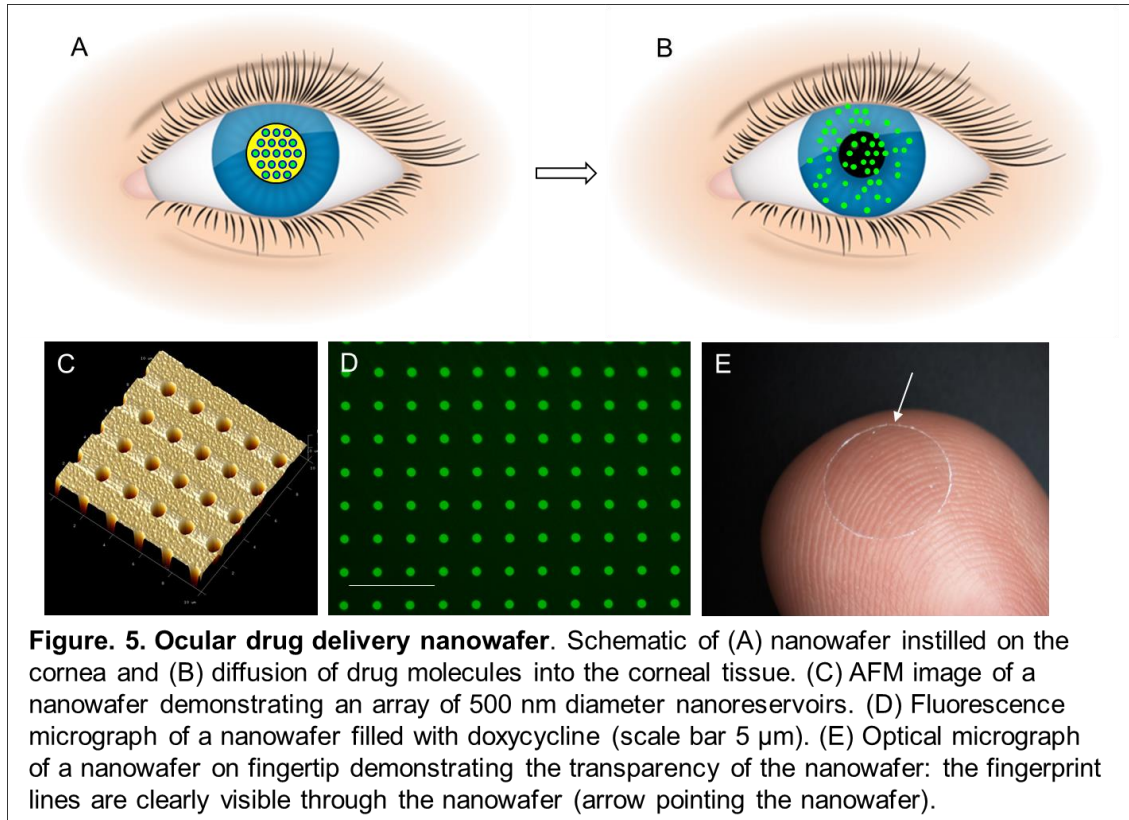 A
B
C
D
E
Figure. 5. Ocular drug delivery nanowafer. Schematic of (A) nanowafer instilled on the
cornea and (B) diffusion of drug molecules into the corneal tissue. (C) AFM image of a
nanowafer demonstrating an array of 500 nm diameter nanoreservoirs. (D) Fluorescence
micrograph of a nanowafer filled with doxycycline (scale bar 5 μm). (E) Optical micrograph
of a nanowafer on fingertip demonstrating the transparency of the nanowafer: the fingerprint
lines are clearly visible through the nanowafer (arrow pointing the nanowafer).